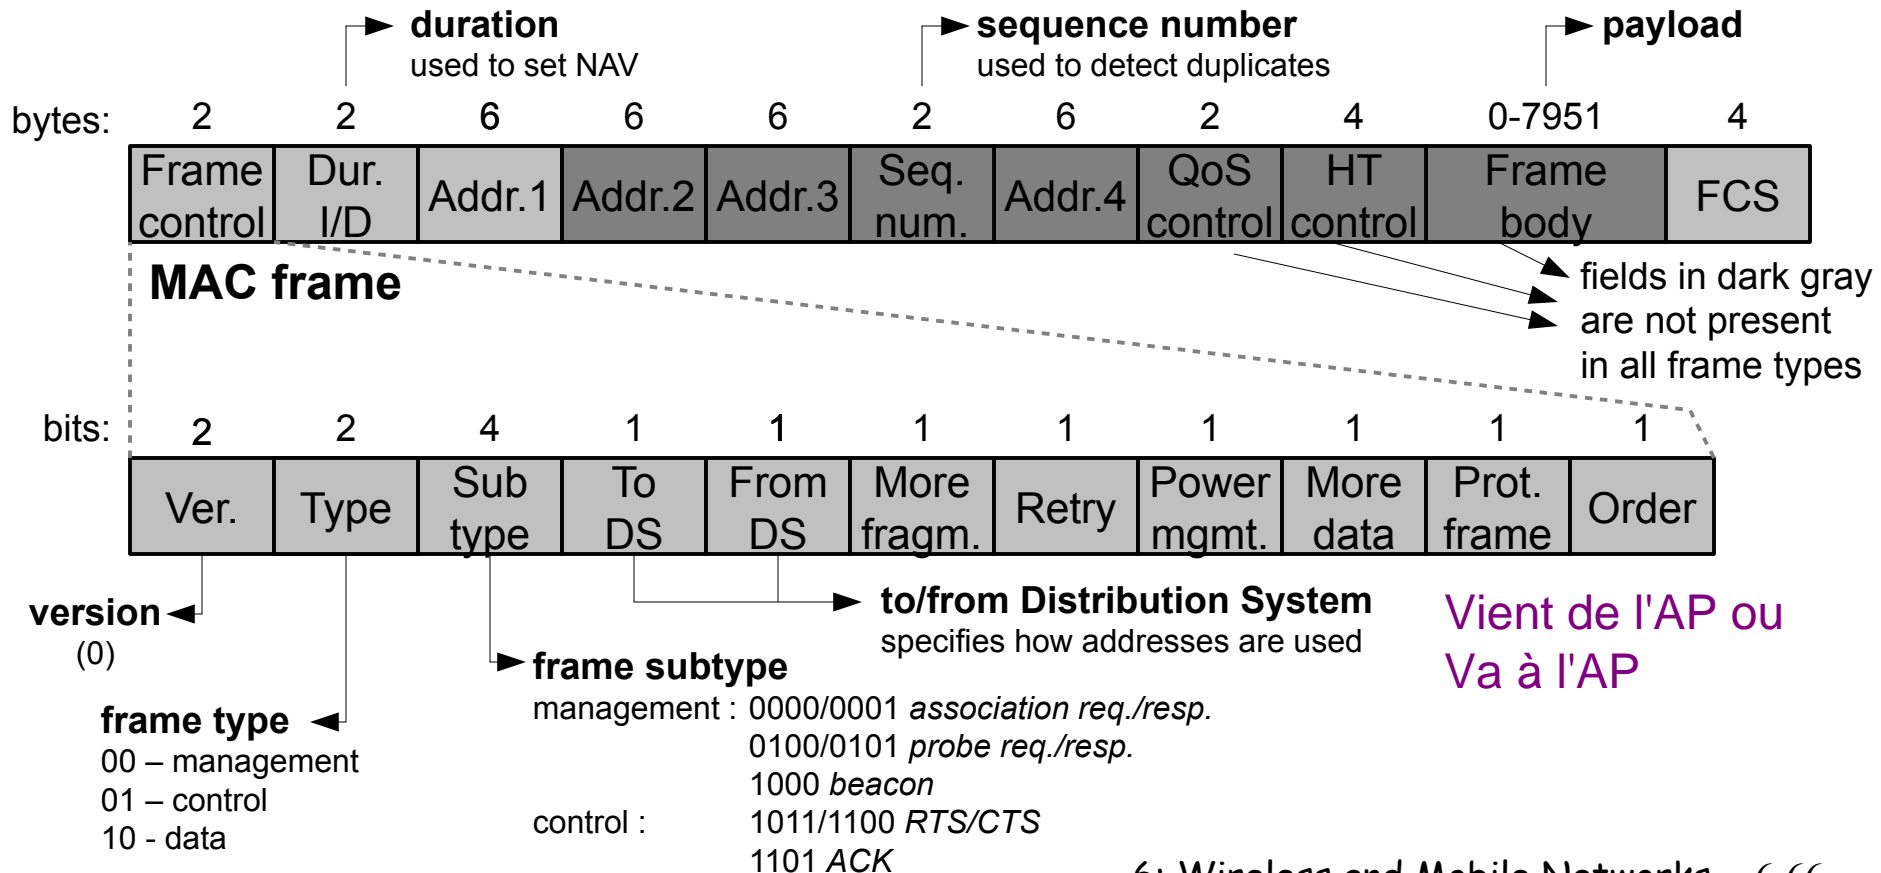 duration
used to set NAV
sequence number
used to detect duplicates
payload
bytes: 2 2 6 6 6 2 6 2 4 0-7951 4
Frame control Dur. I/D Addr.1 Addr.2 Addr.3 Seq. num. Addr.4 QoS control HT control Frame body FCS
MAC frame
fields in dark gray
are not present
in all frame types
bits: 2 2 4 1 1 1 1 1 1 1 1
Ver. Type Sub type To DS From DS More fragm. Retry Power mgmt. More data Prot. frame Order
version
(0)
to/from Distribution System
specifies how addresses are used
Vient de l'AP ou
Va à l'AP
frame type
00 – management
01 – control
10 - data
frame subtype
management : 0000/0001 association req./resp.
0100/0101 probe req./resp.
1000 beacon
control : 1011/1100 RTS/CTS
1101 ACK
6: Wireless and Mobile Networks